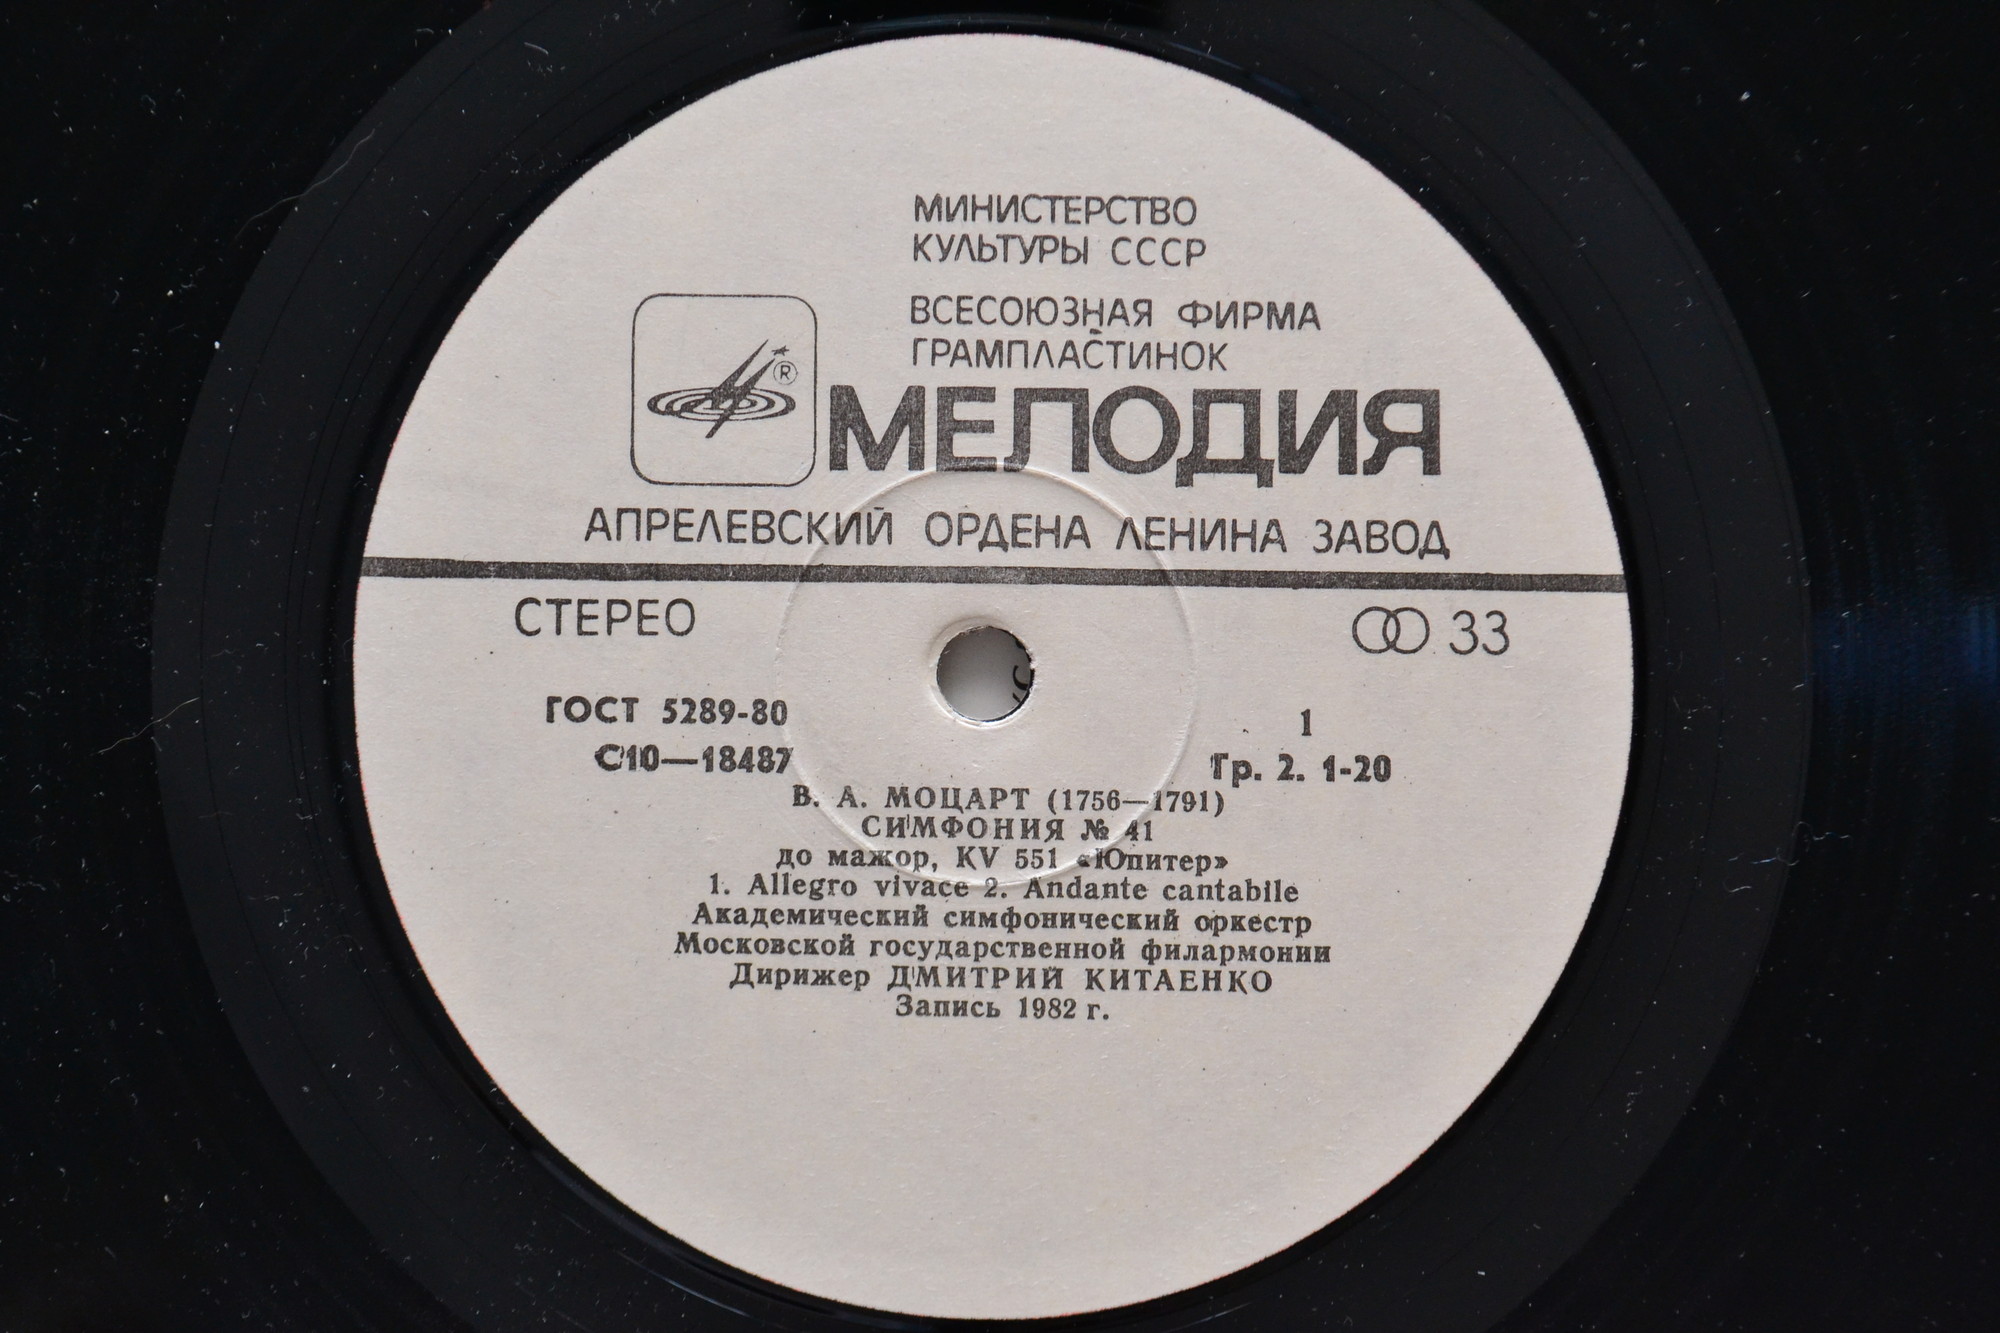 МИНИСТЕРСТВО
КУЛЬТУРЫ СССР
ВСЕСОЮЗНАЯ ФИРМА
ГРАМПЛАСТИНОК
®
МЕЛОДИЯ
АПРЕЛЕВСКИЙ ОРДЕНА ЛЕНИНА ЗАВОД
СТЕРЕО
33
ГОСТ 5289-80
1
С10—18487
Гр. 2. 1-20
В. А. МОЦАРТ (1756—1791)
СИМФОНИЯ № 41
до мажор, KV 551 «Юпитер»
1. Allegro vivace 2. Andante cantabile
Академический симфонический оркестр
Московской государственной филармонии
Дирижер ДМИТРИЙ КИТАЕНКО
Запись 1982 г.